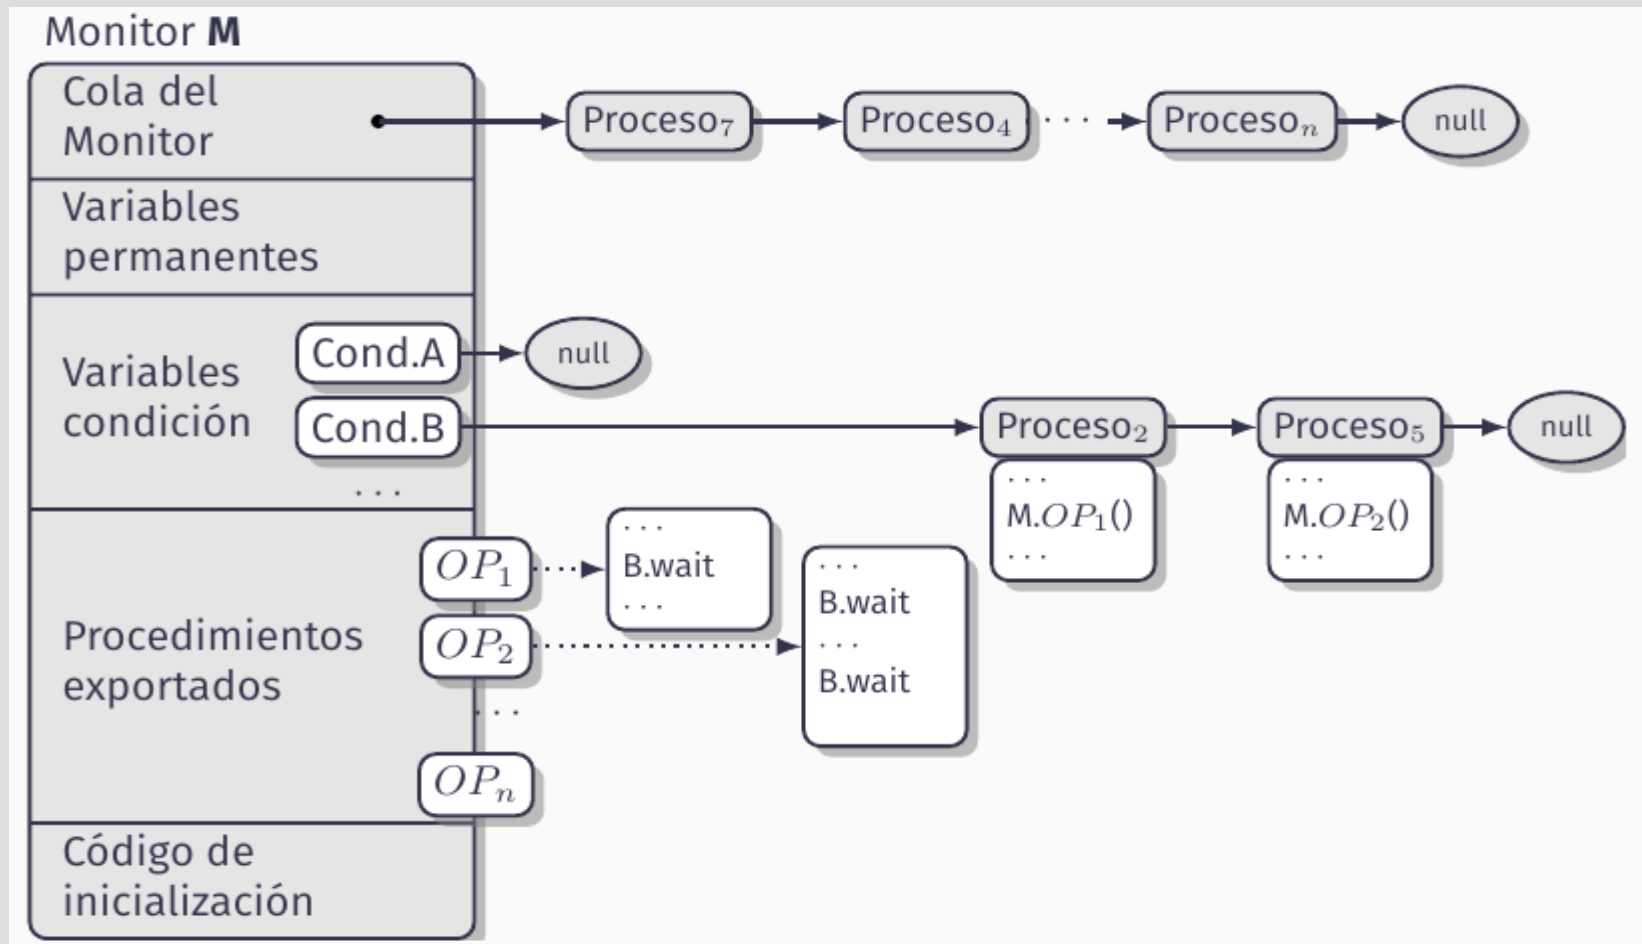 Monitor M
Cola del
Monitor
Proceso₇
Proceso₄
· · ·
Procesoₙ
null
Variables
permanentes
Variables
condición
Cond.A
null
Cond.B
Proceso₂
Proceso₅
null
· · ·
· · ·
M.OP₁()
· · ·
· · ·
M.OP₂()
· · ·
Procedimientos
exportados
OP₁
· · ·
B.wait
· · ·
OP₂
· · ·
B.wait
· · ·
B.wait
· · ·
OPₙ
Código de
inicialización